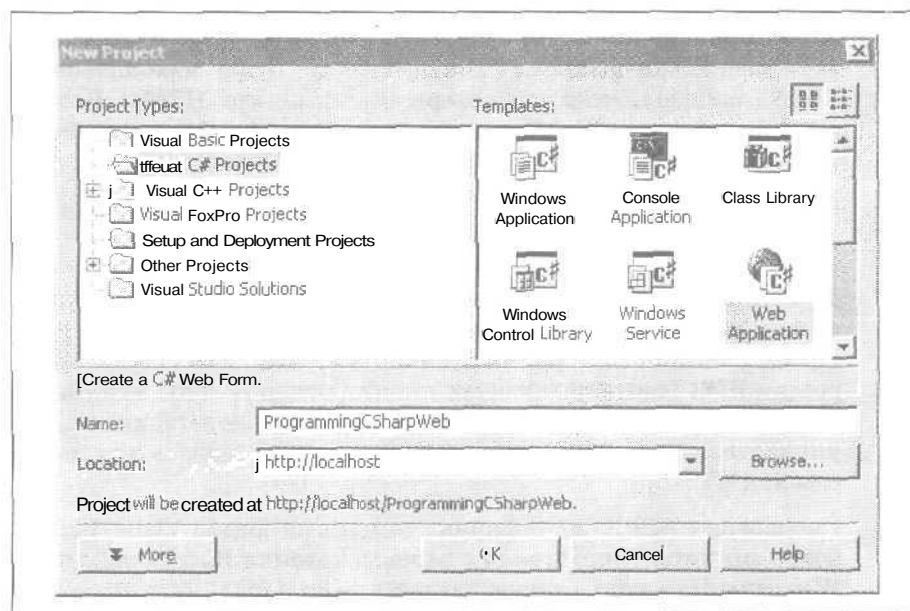 New Project
Project Types:
Visual Basic Projects
tffeuat C# Projects
j Visual C++ Projects
Visual FoxPro Projects
Setup and Deployment Projects
Other Projects
Visual Studio Solutions
Templates:
Windows Application
Console Application
Class Library
Windows Control Library
Windows Service
Web Application
[Create a C# Web Form.
Name: ProgrammingCSharpWeb
Location: j http://localhost
Browse...
Project will be created at http://localhost/ProgrammingCSharpWeb.
More
(•K
Cancel
Help